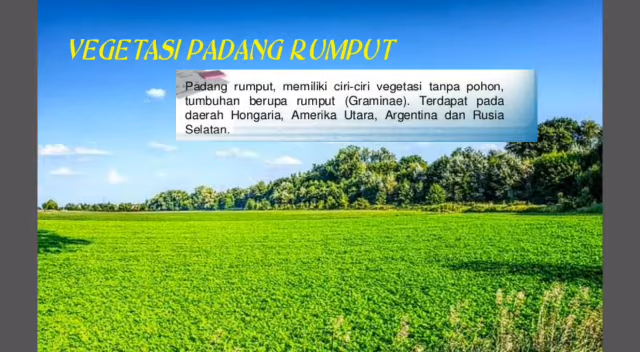 VEGETASI PADANG RUMPUT
Padang rumput, memiliki ciri-ciri vegetasi tanpa pohon,
tumbuhan berupa rumput (Graminae). Terdapat pada
daerah Hongaria, Amerika Utara, Argentina dan Rusia
Selatan.